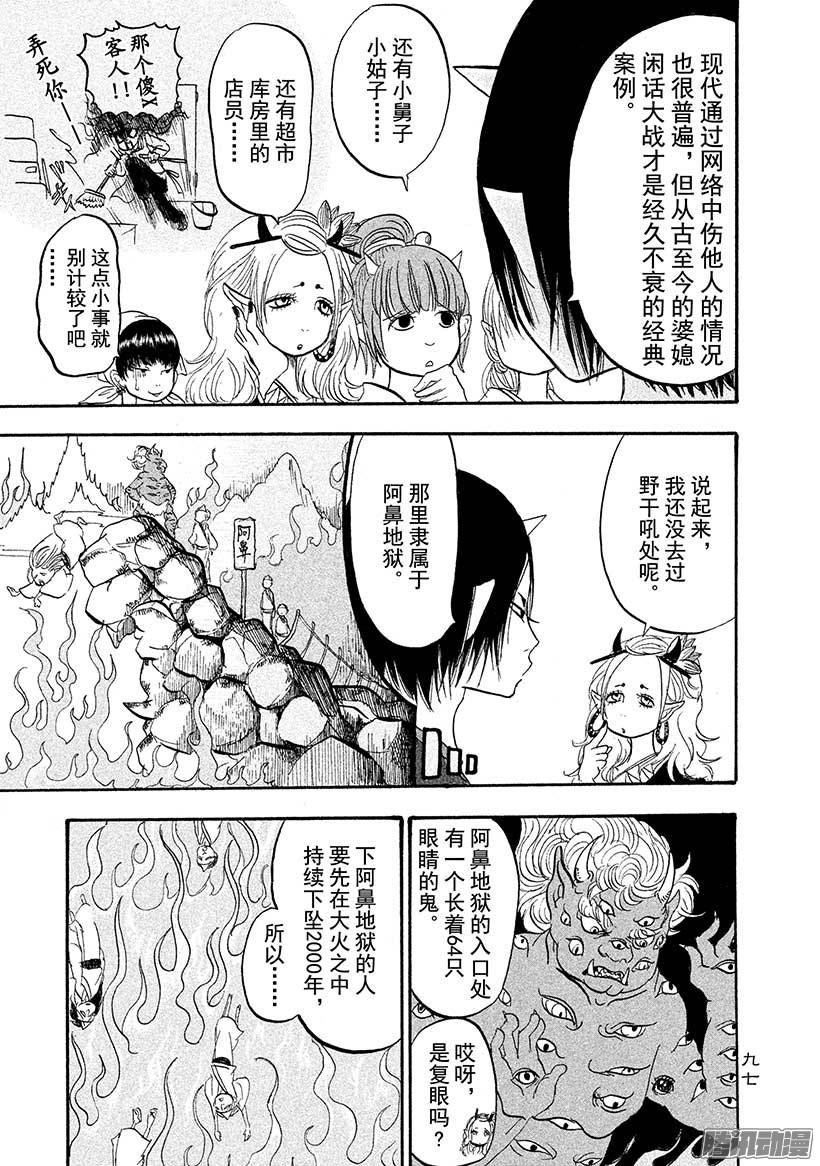 现代通过网络中伤他人的情况
也很普遍，但从古至今的婆媳
闲话大战才是经久不衰的经典
案例。
还有小舅子
小姑子……
还有超市
库房里的
店员……
那个傻X
客人！！
弄死你——
这点小事就
别计较了吧
……
说起来，
我还没去过
野干吼处呢。
那里隶属于
阿鼻地狱。
阿鼻
阿鼻地狱的入口处
有一个长着64只
眼睛的鬼。
哎呀，
是复眼吗？
下阿鼻地狱的人
要先在大火之中
持续下坠2000年，
所以……
九七
腾讯动漫